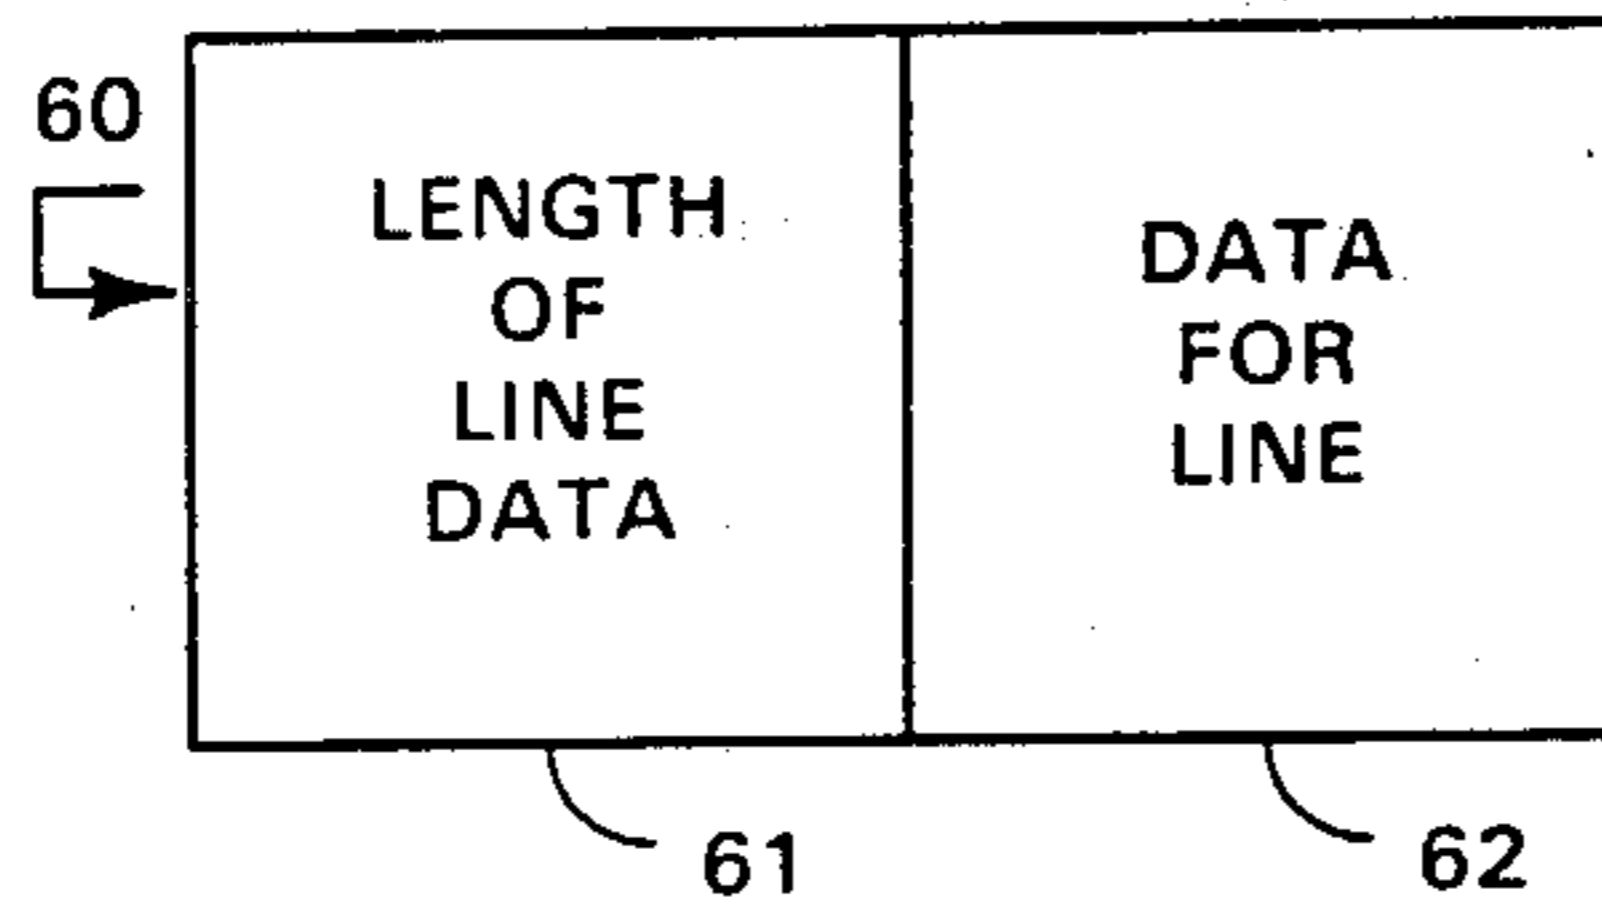 60
LENGTH
OF
LINE
DATA
DATA
FOR
LINE
61
62